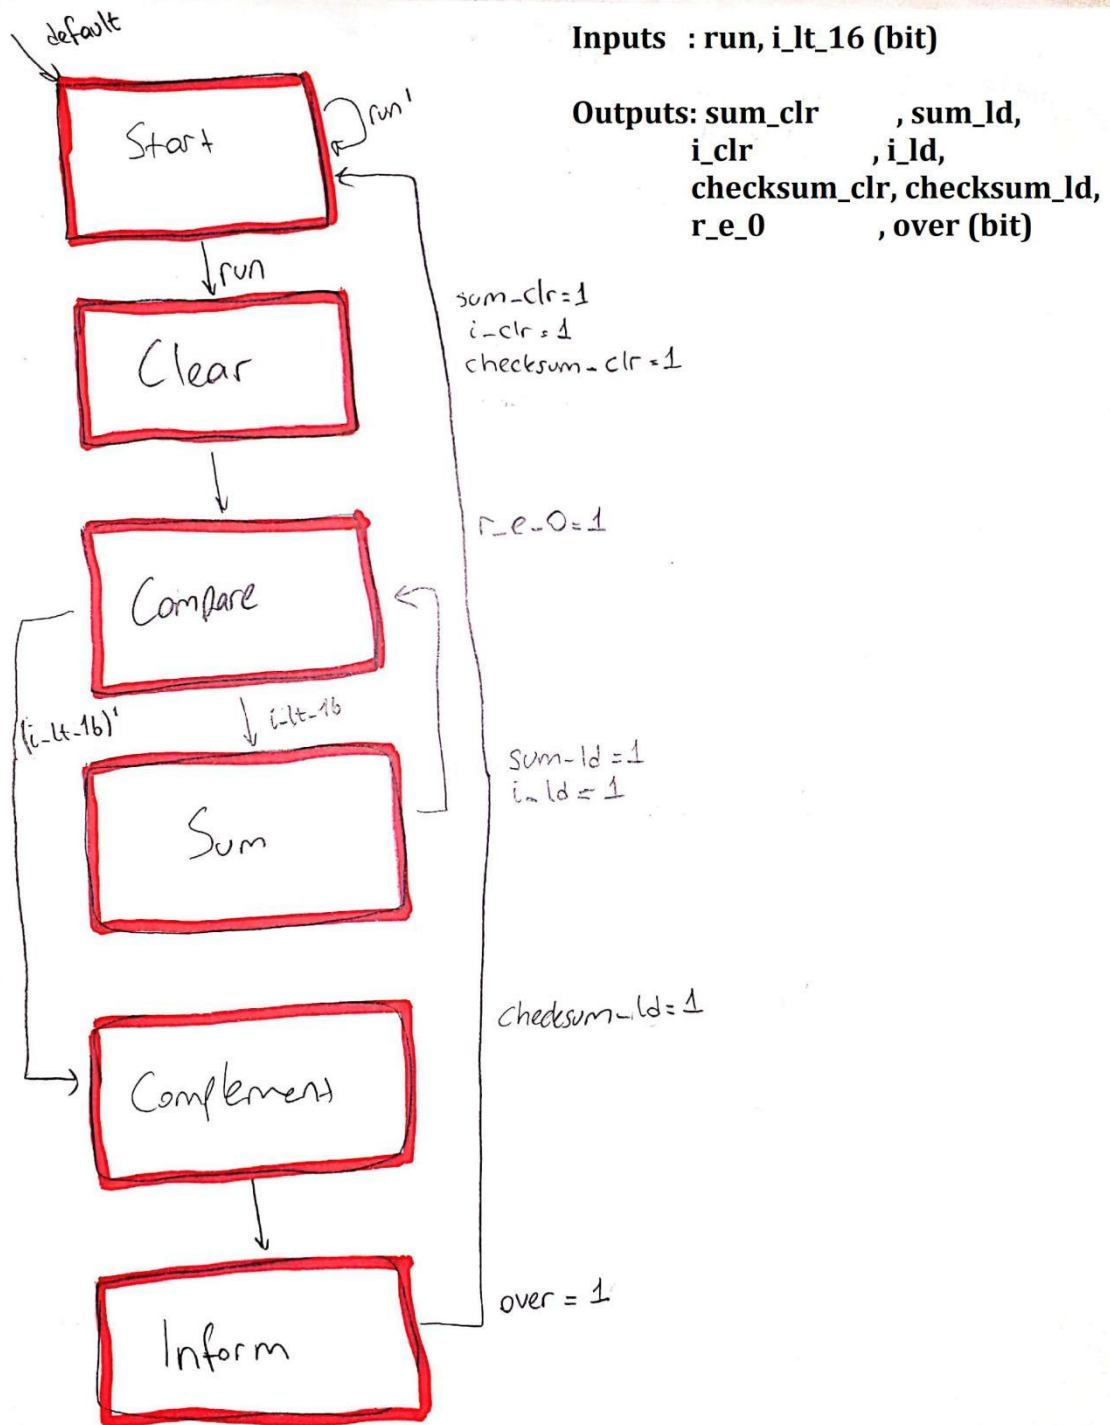 default
Inputs : run, i_lt_16 (bit)
Start
run'
Outputs: sum_clr , sum_ld,
i_clr , i_ld,
checksum_clr, checksum_ld,
r_e_0 , over (bit)
run
sum_clr=1
i_clr=1
checksum_clr=1
Clear
r_e_0=1
Compare
(i_lt_16)'
i_lt_16
sum_ld=1
i_ld=1
Sum
checksum_ld=1
Complement
over = 1
Inform